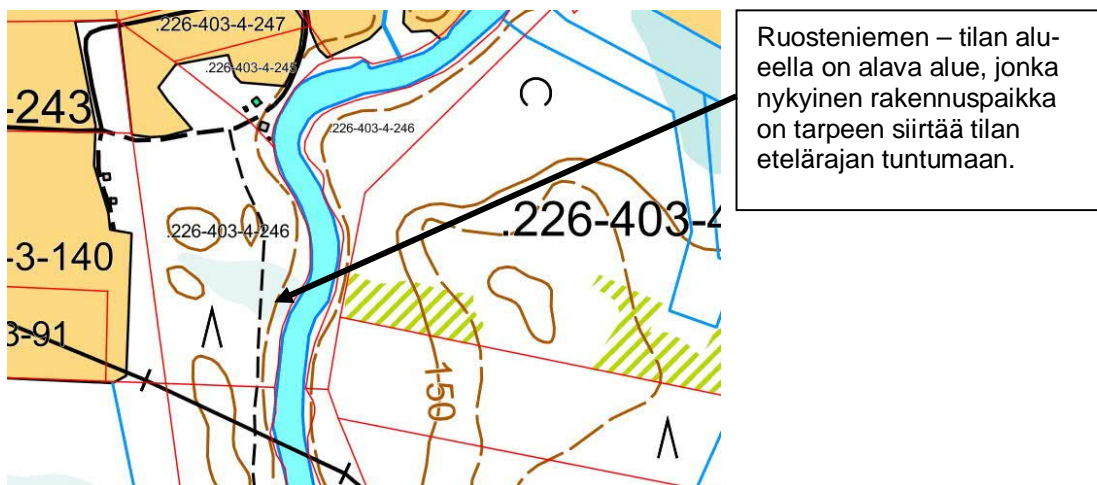 .226-403-4-247
.226-403-4-245
-243
.226-403-4-246
.226-403-4-246
.226-403-4
-3-140
3-91
150
Ruosteniemen – tilan alu-
eella on alava alue, jonka
nykyinen rakennuspaikka
on tarpeen siirtää tilan
etelärajan tuntumaan.